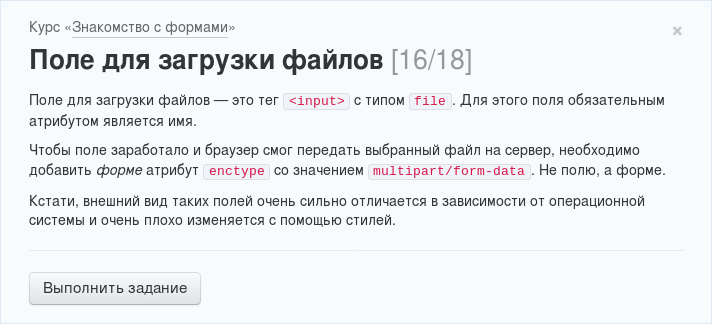 Курс «Знакомство с формами»
Поле для загрузки файлов [16/18]
Поле для загрузки файлов — это тег <input> с типом file. Для этого поля обязательным
атрибутом является имя.
Чтобы поле заработало и браузер смог передать выбранный файл на сервер, необходимо
добавить форме атрибут enctype со значением multipart/form-data. Не полю, а форме.
Кстати, внешний вид таких полей очень сильно отличается в зависимости от операционной
системы и очень плохо изменяется с помощью стилей.
Выполнить задание